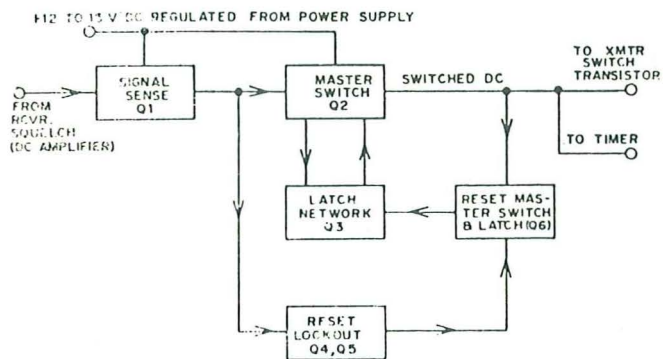 +12 TO 13 V DC REGULATED FROM POWER SUPPLY
SIGNAL
SENSE
Q1
MASTER
SWITCH
Q2
SWITCHED DC
TO XMTR
SWITCH
TRANSISTOR
FROM
RCVR.
SQUELCH
(DC AMPLIFIER)
TO TIMER
LATCH
NETWORK
Q3
RESET MAS-
TER SWITCH
& LATCH(Q6)
RESET
LOCKOUT
Q4,Q5